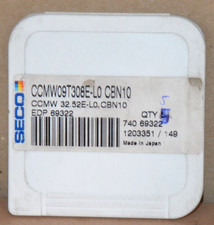 SECO
CCMW09T308E-L0 CBN10
CCMW 32.52E-L0,CBN10
EDP 69322
QTY 5
740 69322
1203351 / 149
Made in Japan